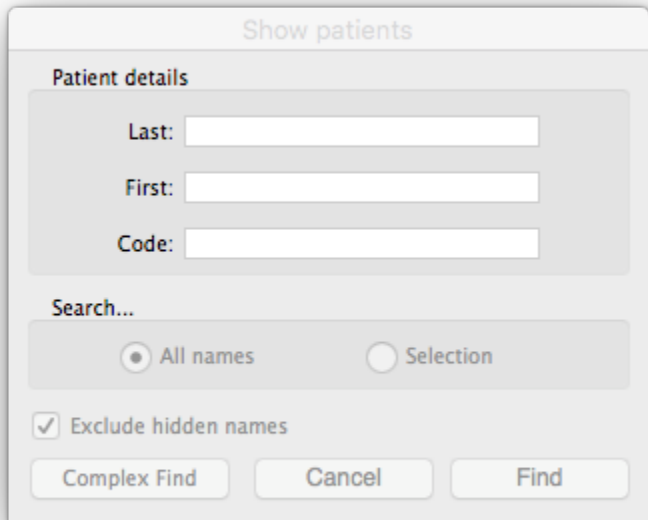 Show patients
Patient details
Last:
First:
Code:
Search...
All names Selection
Exclude hidden names
Complex Find Cancel Find